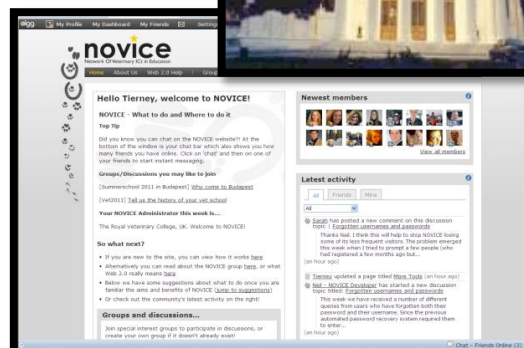 elgg My Profile My Dashboard My Friends Settings
novice
Network Of Veterinary ICs in Education
Home About Us Web 2.0 Help Group
Hello Tierney, welcome to NOVICE!
NOVICE - What to do and Where to do it
Top Tip
Did you know you can chat on the NOVICE website?! At the
bottom of the window is your chat bar which also shows you how
many friends you have online. Click on 'chat' and then on one of
your friends to start instant messaging.
Groups/Discussions you may like to join
[Summerschool 2011 in Budapest] Why come to Budapest
[Vet2011] Tell us the history of your vet school
Your NOVICE Administrator this week is...
The Royal Veterinary College, UK. Welcome to NOVICE!
So what next?
• If you are new to the site, you can view how it works here
• Alternatively you can read about the NOVICE group here, or what
Web 2.0 really means here
• Below we have some suggestions about what to do once you are
familiar the aims and benefits of NOVICE (jump to suggestions)
• Or check out the community's latest activity on the right!
Groups and discussions...
Join special interest groups to participate in discussions, or
create your own group if it doesn't already exist!
Newest members
View all members
Latest activity
All Friends Mine
All
Sarah has posted a new comment on this discussion
topic: Forgotten usernames and passwords
Thanks Neil. I think this will help to stop NOVICE losing
some of its less frequent visitors. The problem emerged
this week when I tried to prompt a few people (who
had registered a few months ago but...
(an hour ago)
Tierney updated a page titled More Tools (an hour ago)
Neil - NOVICE Developer has started a new discussion
topic titled: Forgotten usernames and passwords
This week we have received a number of different
queries from users who have forgotten both their
password and their username. Since the previous
automated password recovery system required them
to enter...
(an hour ago)
Chat - Friends Online (3)